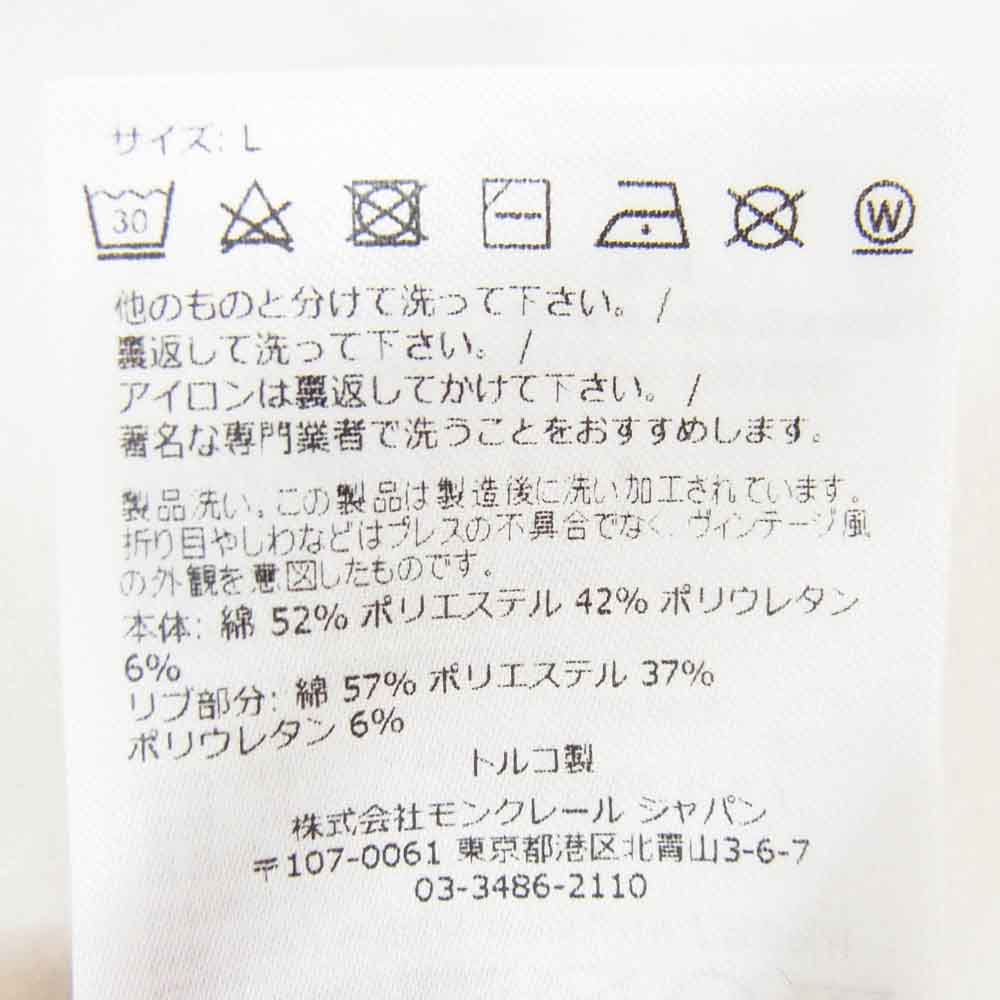 サイズ: L
30 W
他のものと分けて洗って下さい。/
裏返して洗って下さい。/
アイロンは裏返してかけて下さい。/
著名な専門業者で洗うことをおすすめします。
製品洗い。この製品は製造後に洗い加工されています。
折り目やしわなどはプレスの不具合でなく、ヴィンテージ風
の外観を意図したものです。
本体: 綿 52% ポリエステル 42% ポリウレタン
6%
リブ部分: 綿 57% ポリエステル 37%
ポリウレタン 6%
トルコ製
株式会社モンクレール ジャパン
〒107-0061 東京都港区北青山3-6-7
03-3486-2110